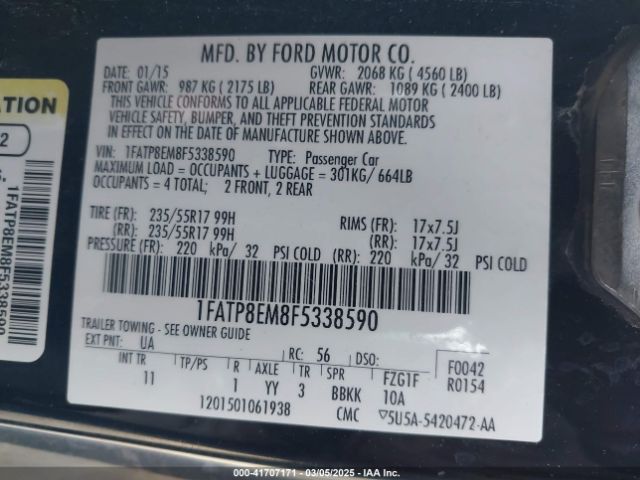 MFD. BY FORD MOTOR CO.
DATE: 01/15 GVWR: 2068 KG ( 4560 LB)
FRONT GAWR: 987 KG ( 2175 LB) REAR GAWR: 1089 KG ( 2400 LB)
THIS VEHICLE CONFORMS TO ALL APPLICABLE FEDERAL MOTOR
VEHICLE SAFETY, BUMPER, AND THEFT PREVENTION STANDARDS
IN EFFECT ON THE DATE OF MANUFACTURE SHOWN ABOVE.
VIN: 1FATP8EM8F5338590 TYPE: Passenger Car
MAXIMUM LOAD = OCCUPANTS + LUGGAGE = 301KG/ 664LB
OCCUPANTS = 4 TOTAL; 2 FRONT, 2 REAR
TIRE (FR): 235/55R17 99H RIMS (FR): 17x7.5J
(RR): 235/55R17 99H (RR): 17x7.5J
PRESSURE (FR): 220 kPa/ 32 PSI COLD (RR): 220 kPa/ 32 PSI COLD
1FATP8EM8F5338590
TRAILER TOWING - SEE OWNER GUIDE
EXT PNT: UA RC: 56 DSO: F0042
INT TR TP/PS R AXLE TR SPR FZG1F R0154
11 1 YY 3 BBKK 10A
1201501061938 CMC ▽5U5A-5420472-AA
ATION
2
1FATP8EM8F5338590
000-41707171 - 03/05/2025 - IAA Inc.